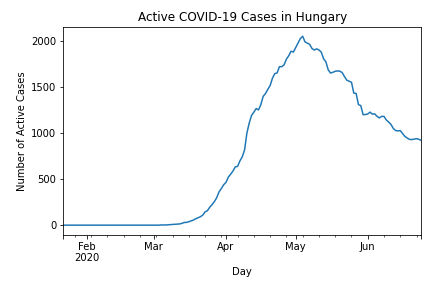 Active COVID-19 Cases in Hungary
Number of Active Cases
2000
1500
1000
500
0
Feb Mar Apr May Jun
2020
Day